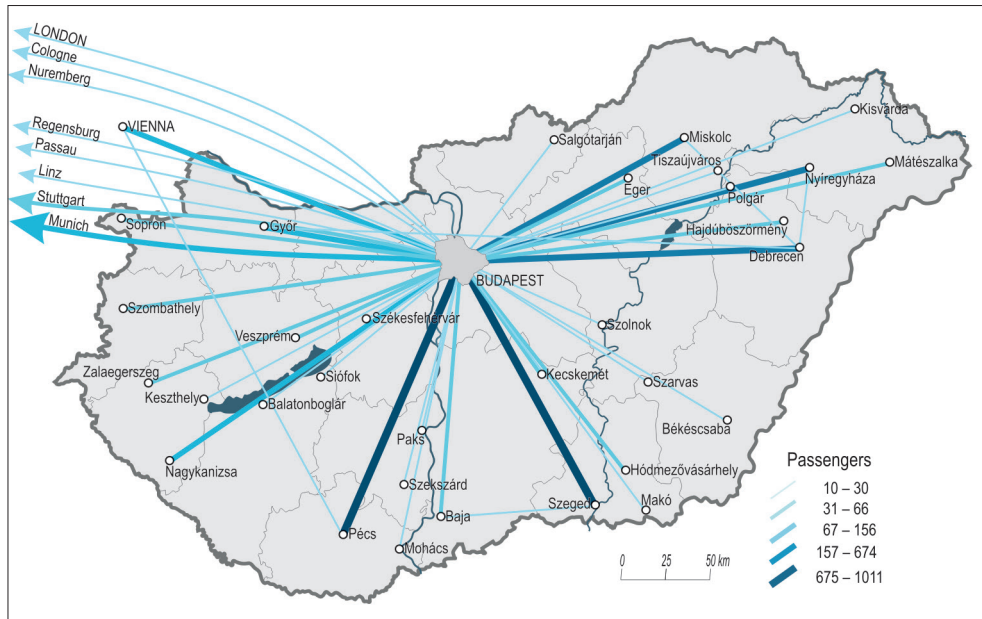 LONDON
Cologne
Nuremberg
VIENNA
Regensburg
Passau
Linz
Stuttgart
Sopron
Munich
Győr
Salgótarján
Miskolc
Kisvárda
Tiszaújváros
Mátészalka
Eger
Nyíregyháza
Polgár
Hajdúböszörmény
Debrecen
BUDAPEST
Szombathely
Székesfehérvár
Veszprém
Szolnok
Zalaegerszeg
Siófok
Kecskemét
Szarvas
Keszthely
Balatonboglár
Békéscsaba
Paks
Nagykanizsa
Hódmezővásárhely
Szekszárd
Szeged
Makó
Baja
Pécs
Mohács
Passengers
10 – 30
31 – 66
67 – 156
157 – 674
675 – 1011
0 25 50 km